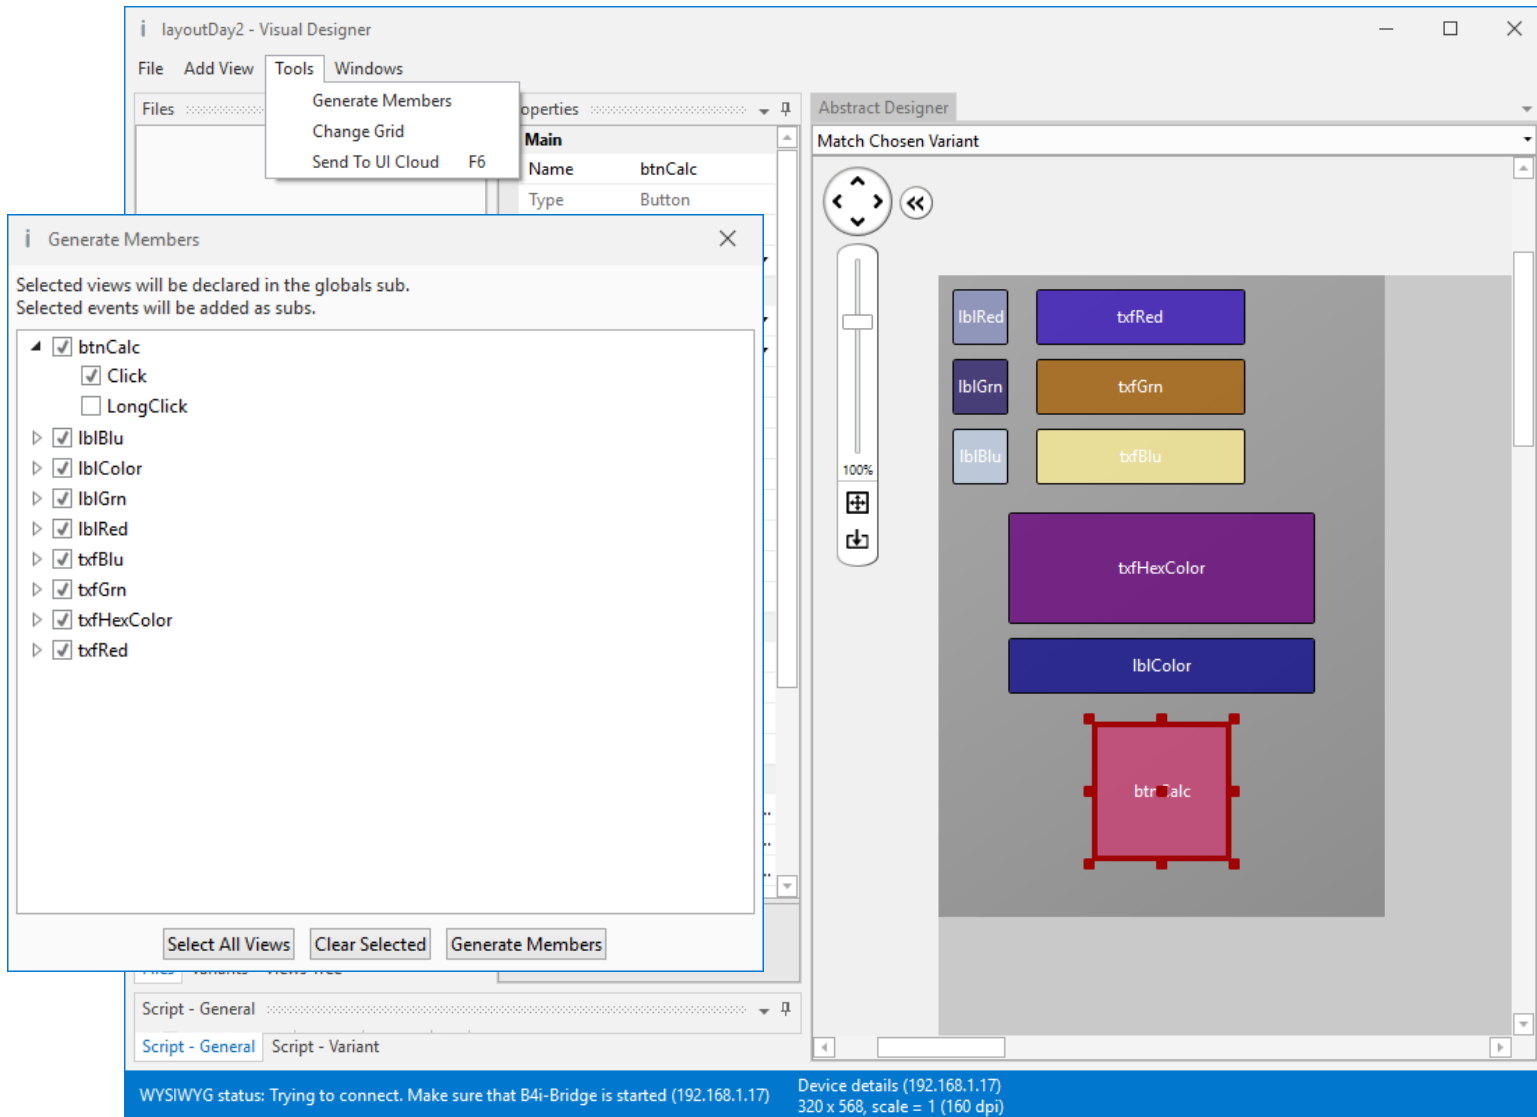 i layoutDay2 - Visual Designer
File Add View Tools Windows
Files
Generate Members
Change Grid
Send To UI Cloud F6
operties
Main
Name btnCalc
Type Button
Abstract Designer
Match Chosen Variant
i Generate Members
Selected views will be declared in the globals sub.
Selected events will be added as subs.
btnCalc
Click
LongClick
lblBlu
lblColor
lblGrn
lblRed
txfBlu
txfGrn
txfHexColor
txfRed
Select All Views Clear Selected Generate Members
100%
lblRed txfRed
lblGrn txfGrn
lblBlu txfBlu
txfHexColor
lblColor
btnCalc
Files Variants Views Tree
Script - General
Script - General Script - Variant
WYSIWYG status: Trying to connect. Make sure that B4i-Bridge is started (192.168.1.17)
Device details (192.168.1.17)
320 x 568, scale = 1 (160 dpi)